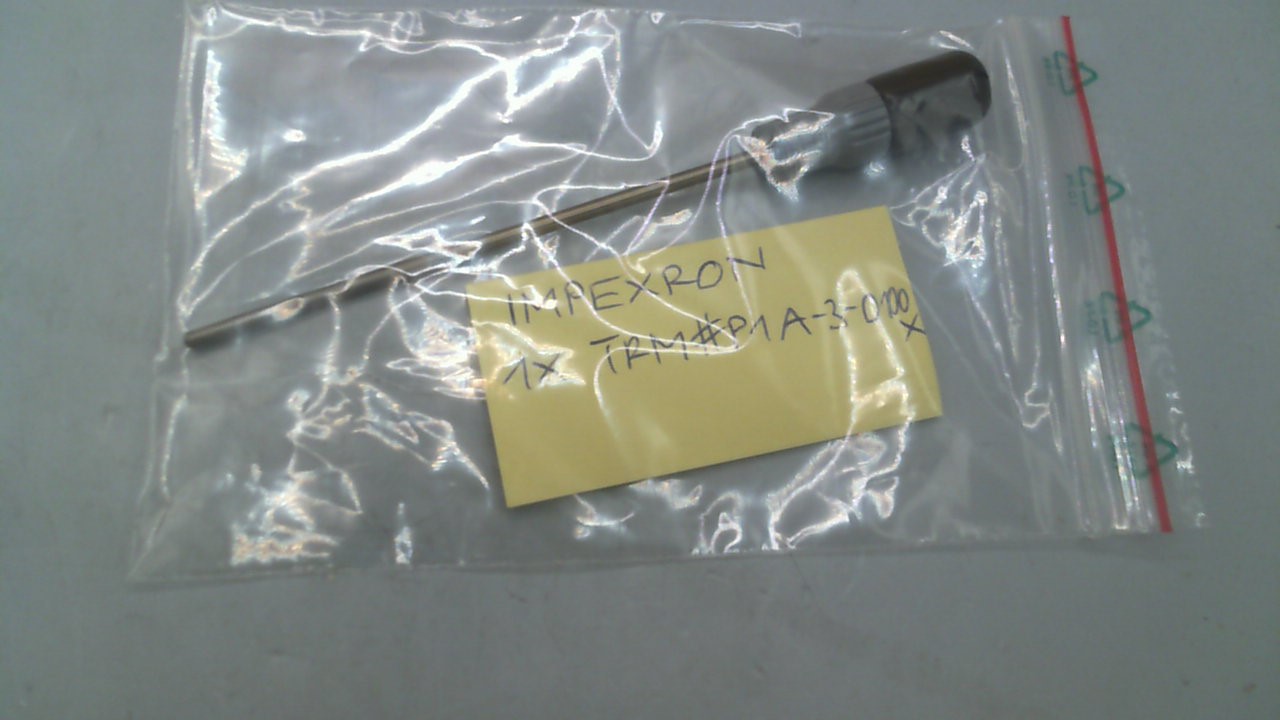 IMPEXRON
1x TRM#P1A-3-0100
X